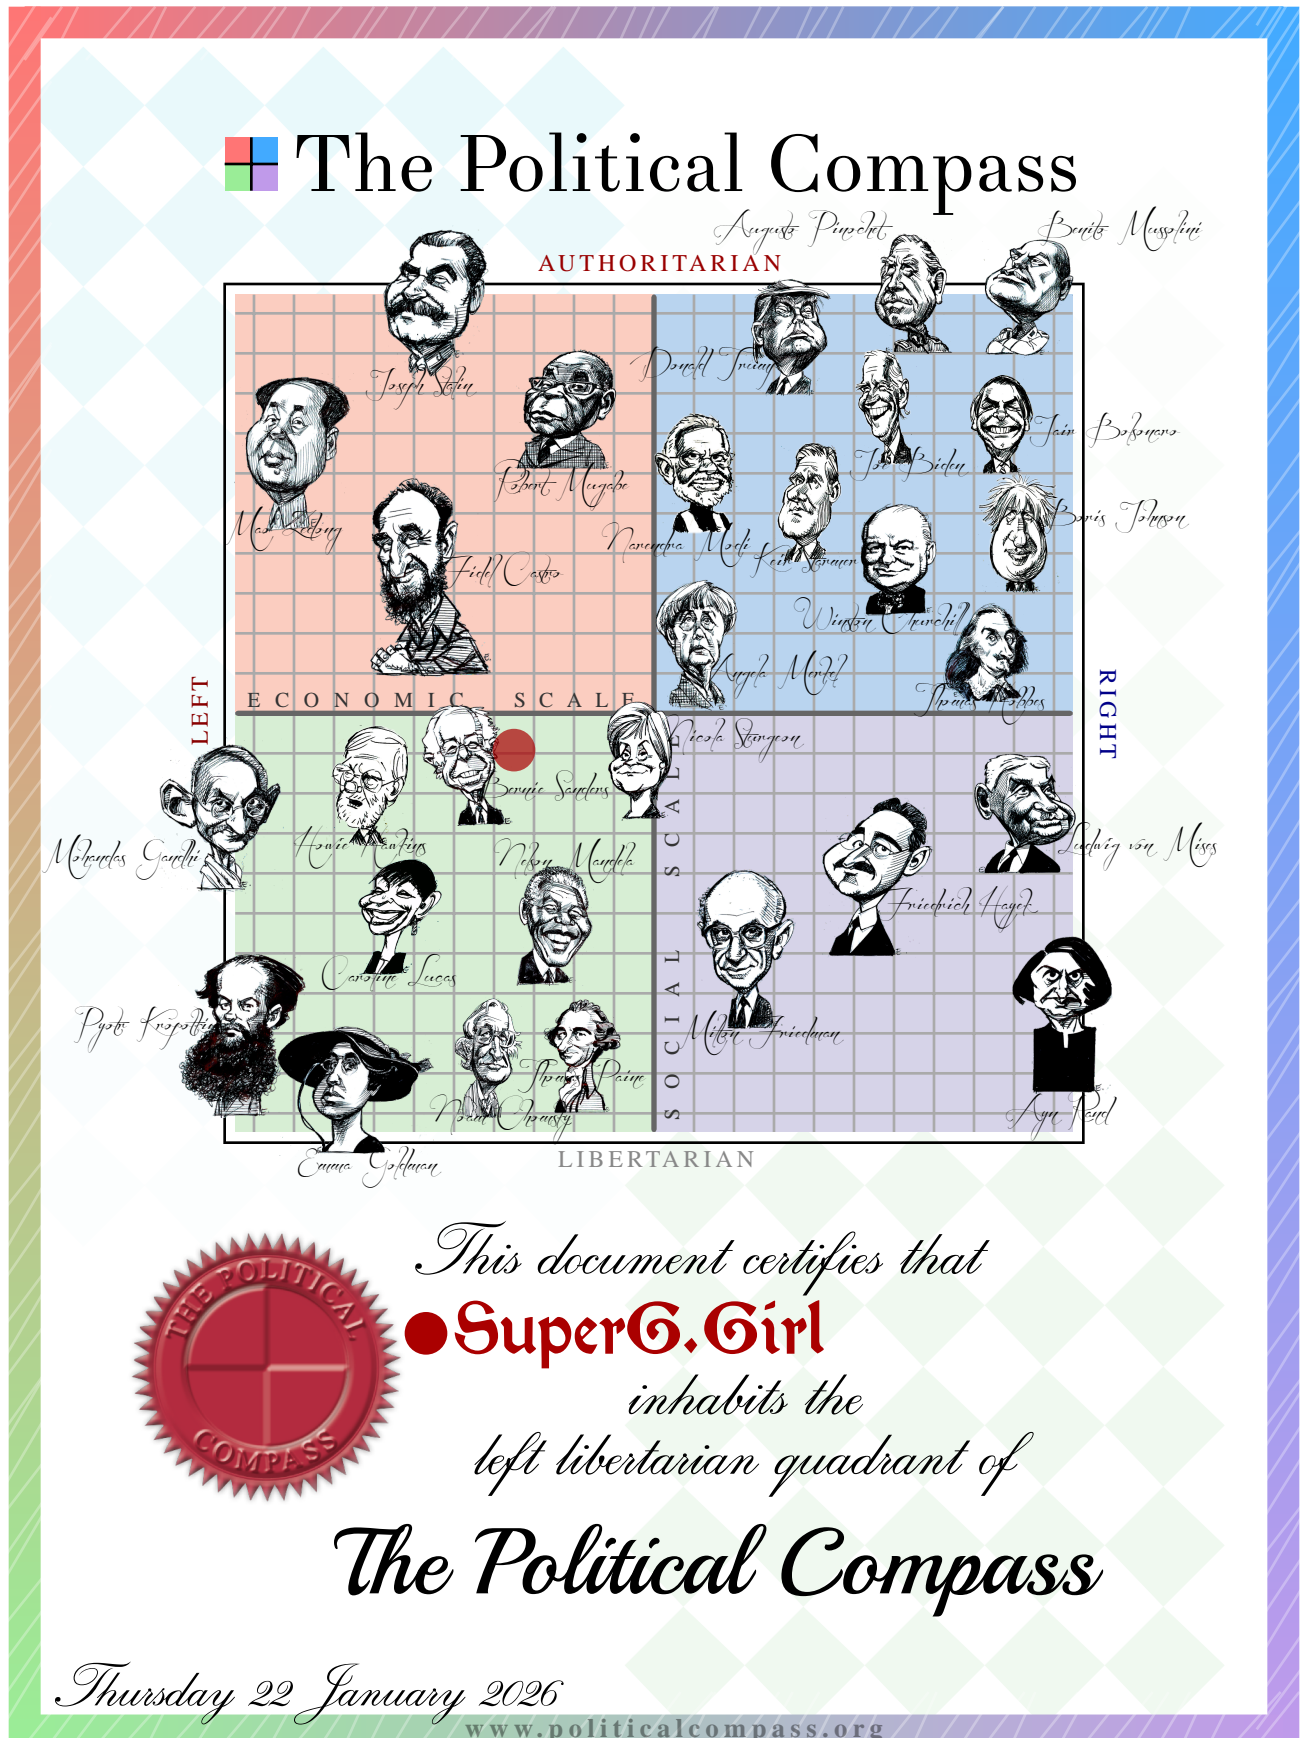 The Political Compass
Augusto Pinochet
Benito Mussolini
AUTHORITARIAN
Joseph Stalin
Donald Trump
Jair Bolsonaro
Joe Biden
Robert Mugabe
Mao Zedong
Boris Johnson
Narendra Modi
Keir Starmer
Fidel Castro
Winston Churchill
Angela Merkel
Thomas Hobbes
ECONOMIC SCALE
LEFT
RIGHT
Nicola Sturgeon
Bernie Sanders
Howie Hawkins
Mohandas Gandhi
Ludwig von Mises
Nelson Mandela
Friedrich Hayek
Caroline Lucas
SOCIAL SCALE
Pyotr Kropotkin
Milton Friedman
Thomas Paine
Noam Chomsky
Ayn Rand
Emma Goldman
LIBERTARIAN
This document certifies that
SuperG.Girl
inhabits the
left libertarian quadrant of
The Political Compass
THE POLITICAL
COMPASS
Thursday 22 January 2026
www.politicalcompass.org